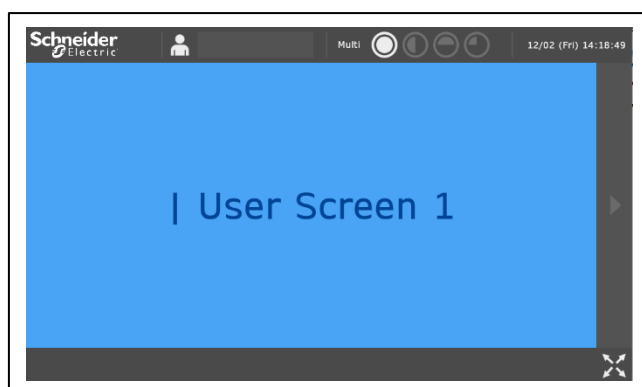 Schneider
Electric
Multi
12/02 (Fri) 14:18:49
| User Screen 1